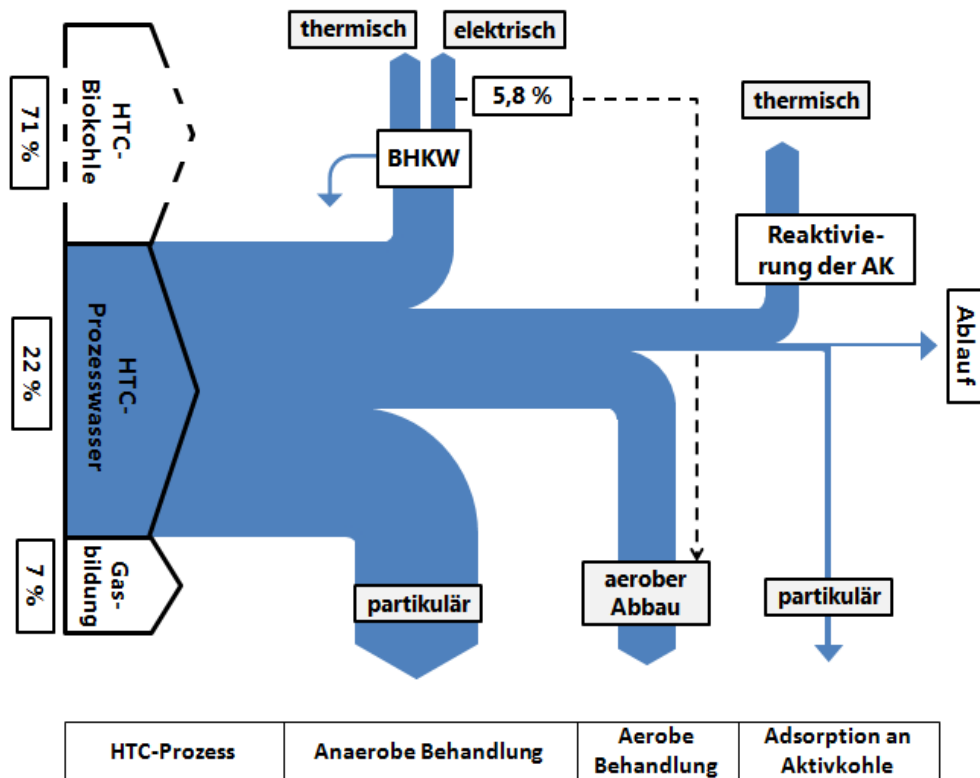 thermisch
elektrisch
5,8 %
thermisch
HTC-
Biokohle
71 %
BHKW
Reaktivie-
rung der AK
Ablauf
HTC-
Prozesswasser
22 %
Gas-
bildung
7 %
partikulär
aerober
Abbau
partikulär
HTC-Prozess
Anaerobe Behandlung
Aerobe
Behandlung
Adsorption an
Aktivkohle